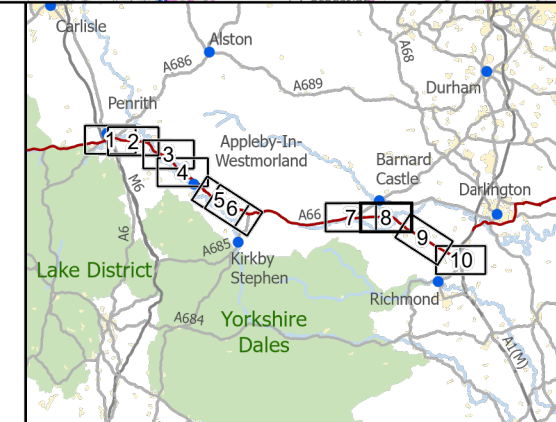 Carlisle
Alston
A68
A686
A689
Durham
Penrith
1
2
3
4
5
6
7
8
9
10
Appleby-In-
Westmorland
Barnard
Castle
Darlington
M6
A66
A6
A685
Kirkby
Stephen
Lake District
Richmond
A684
Yorkshire
Dales
A1(M)